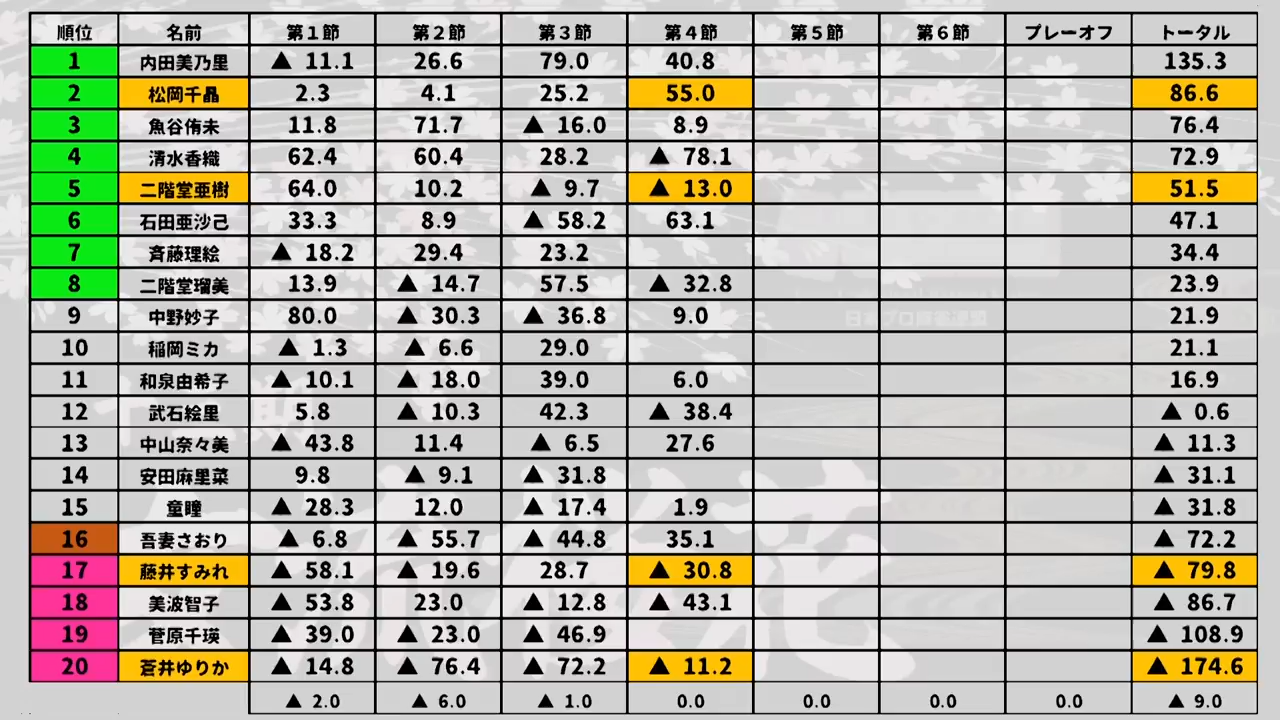 順位 名前 第1節 第2節 第3節 第4節 第5節 第6節 プレーオフ トータル
1 内田美乃里 ▲ 11.1 26.6 79.0 40.8 135.3
2 松岡千晶 2.3 4.1 25.2 55.0 86.6
3 魚谷侑未 11.8 71.7 ▲ 16.0 8.9 76.4
4 清水香織 62.4 60.4 28.2 ▲ 78.1 72.9
5 二階堂亜樹 64.0 10.2 ▲ 9.7 ▲ 13.0 51.5
6 石田亜沙己 33.3 8.9 ▲ 58.2 63.1 47.1
7 斉藤理絵 ▲ 18.2 29.4 23.2 34.4
8 二階堂瑠美 13.9 ▲ 14.7 57.5 ▲ 32.8 23.9
9 中野妙子 80.0 ▲ 30.3 ▲ 36.8 9.0 21.9
10 稲岡ミカ ▲ 1.3 ▲ 6.6 29.0 21.1
11 和泉由希子 ▲ 10.1 ▲ 18.0 39.0 6.0 16.9
12 武石絵里 5.8 ▲ 10.3 42.3 ▲ 38.4 ▲ 0.6
13 中山奈々美 ▲ 43.8 11.4 ▲ 6.5 27.6 ▲ 11.3
14 安田麻里菜 9.8 ▲ 9.1 ▲ 31.8 ▲ 31.1
15 童瞳 ▲ 28.3 12.0 ▲ 17.4 1.9 ▲ 31.8
16 吾妻さおり ▲ 6.8 ▲ 55.7 ▲ 44.8 35.1 ▲ 72.2
17 藤井すみれ ▲ 58.1 ▲ 19.6 28.7 ▲ 30.8 ▲ 79.8
18 美波智子 ▲ 53.8 23.0 ▲ 12.8 ▲ 43.1 ▲ 86.7
19 菅原千瑛 ▲ 39.0 ▲ 23.0 ▲ 46.9 ▲ 108.9
20 蒼井ゆりか ▲ 14.8 ▲ 76.4 ▲ 72.2 ▲ 11.2 ▲ 174.6
▲ 2.0 ▲ 6.0 ▲ 1.0 0.0 0.0 0.0 0.0 ▲ 9.0